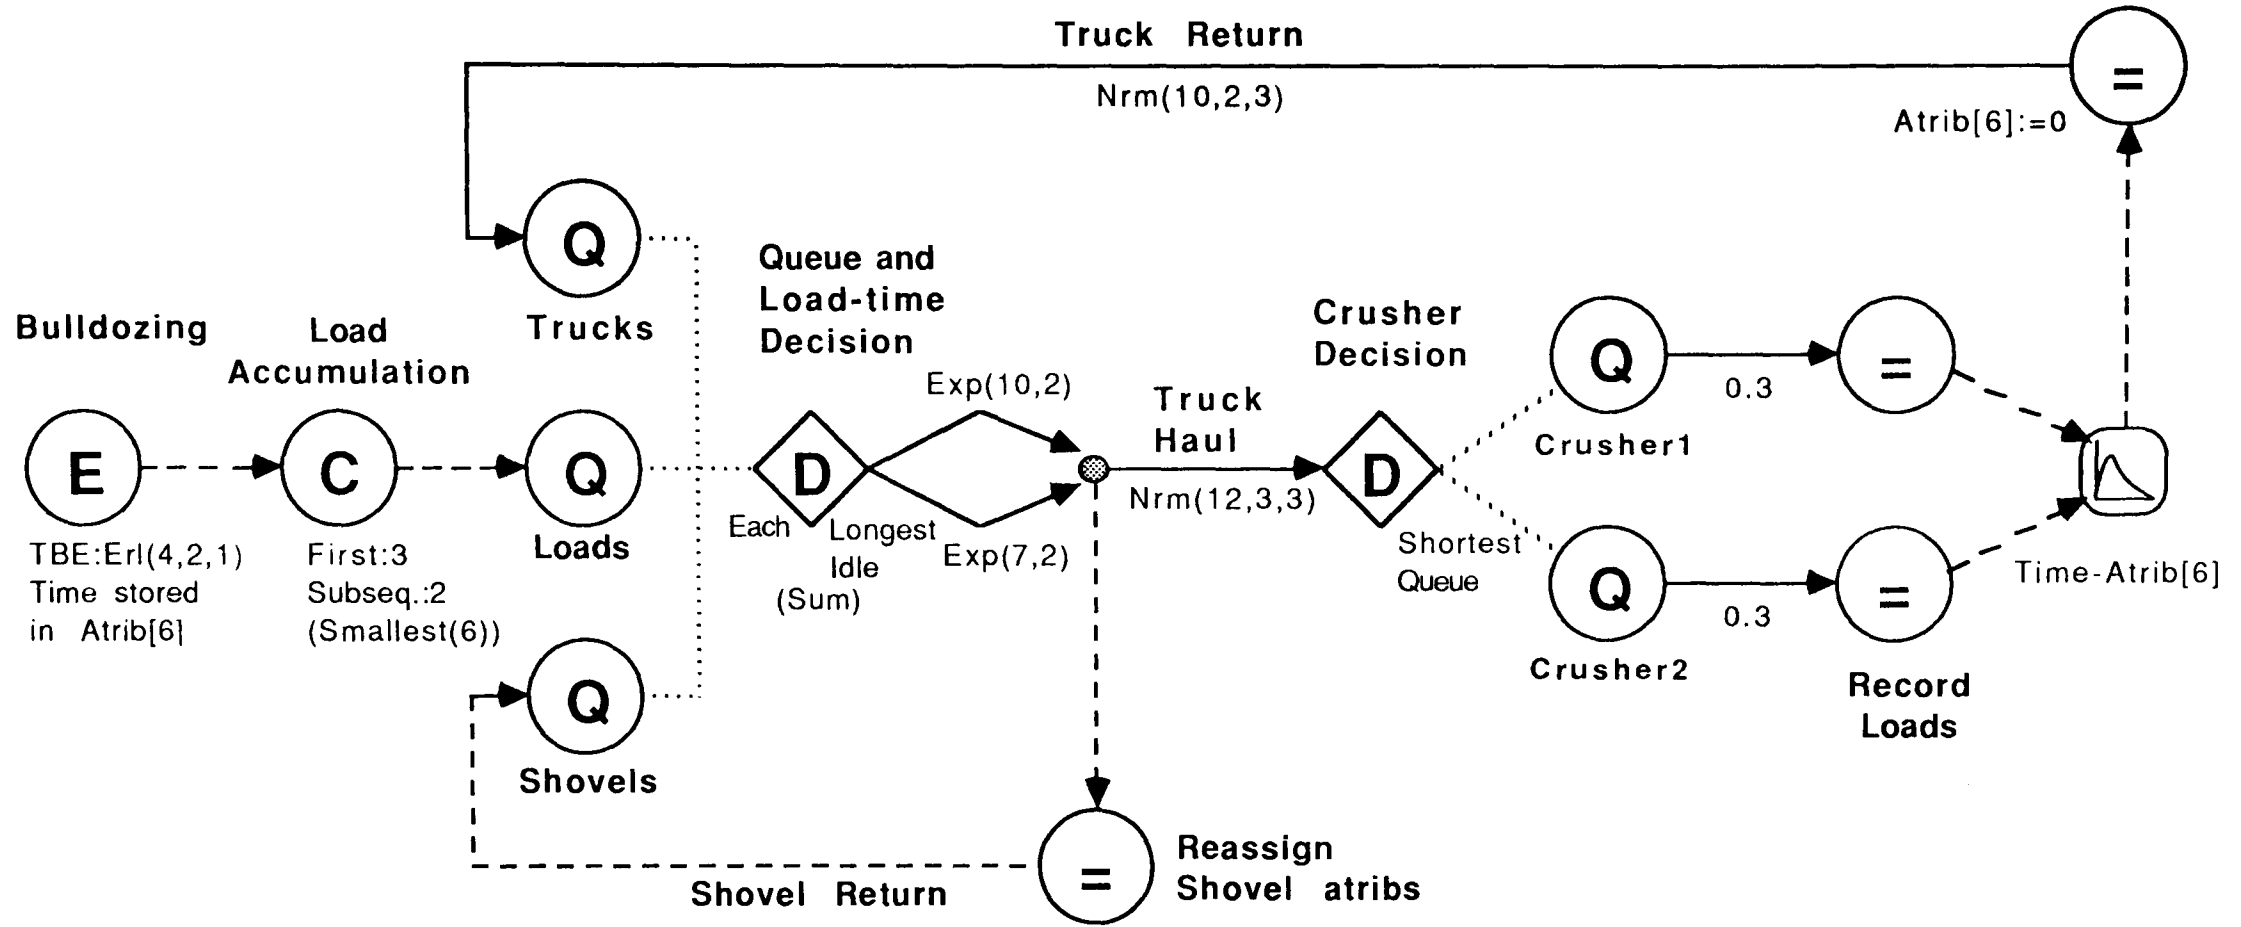 Truck Return
Nrm(10,2,3)
=
Atrib[6]:=0
Q
Trucks
Bulldozing
Load
Accumulation
E
TBE:Erl(4,2,1)
Time stored
in Atrib[6]
C
First:3
Subseq.:2
(Smallest(6))
Q
Loads
Q
Shovels
Queue and
Load-time
Decision
D
Each
Longest
Idle
(Sum)
Exp(10,2)
Exp(7,2)
Truck
Haul
Nrm(12,3,3)
Crusher
Decision
D
Shortest
Queue
Q
Crusher1
0.3
=
Q
Crusher2
0.3
=
Record
Loads
Time-Atrib[6]
=
Reassign
Shovel atribs
Shovel Return